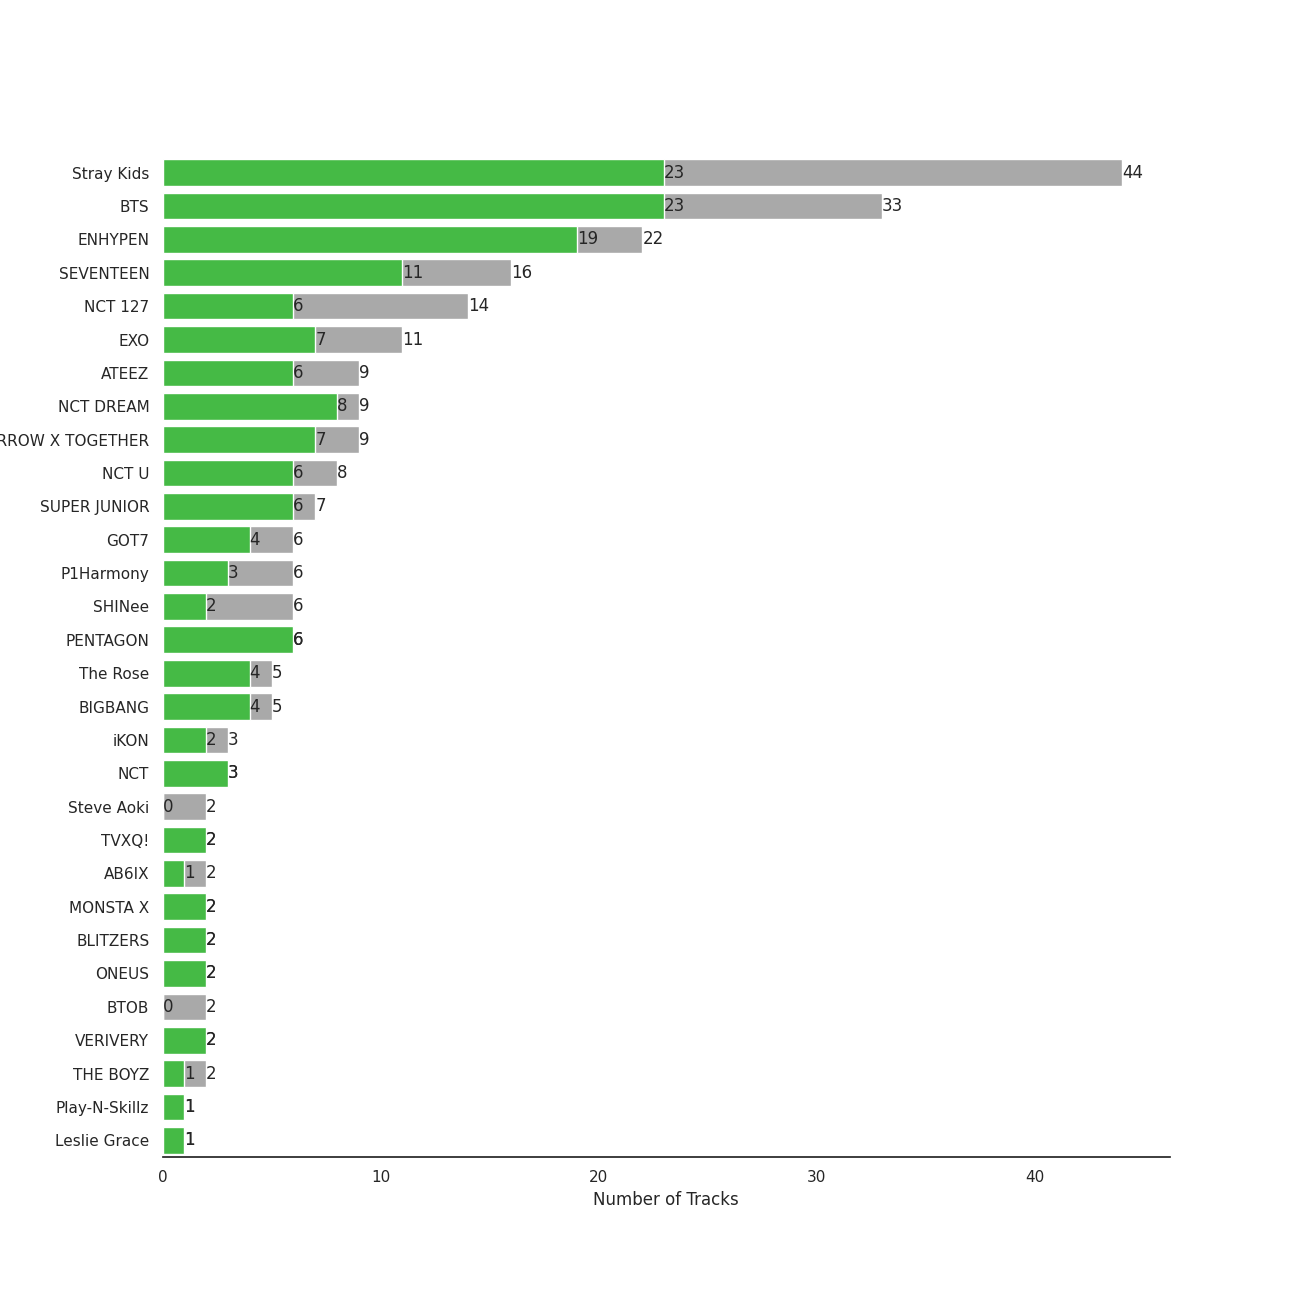 Stray Kids 23 44
BTS 23 33
ENHYPEN 19 22
SEVENTEEN 11 16
NCT 127 6 14
EXO 7 11
ATEEZ 6 9
NCT DREAM 8 9
RROW X TOGETHER 7 9
NCT U 6 8
SUPER JUNIOR 6 7
GOT7 4 6
P1Harmony 3 6
SHINee 2 6
PENTAGON 6
The Rose 4 5
BIGBANG 4 5
iKON 2 3
NCT 3
Steve Aoki 0 2
TVXQ! 2
AB6IX 1 2
MONSTA X 2
BLITZERS 2
ONEUS 2
BTOB 0 2
VERIVERY 2
THE BOYZ 1 2
Play-N-Skillz 1
Leslie Grace 1
0 10 20 30 40
Number of Tracks